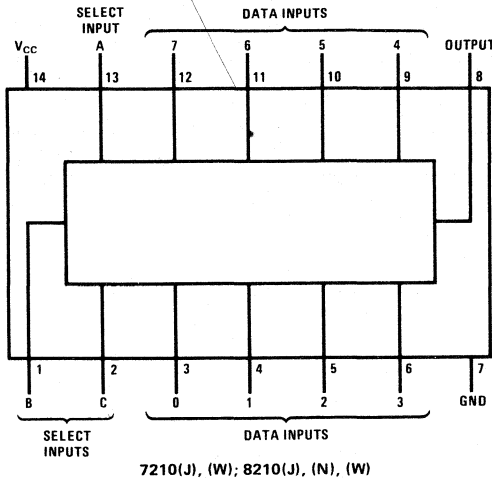 SELECT
INPUT
DATA INPUTS
VCC A 7 6 5 4 OUTPUT
14 13 12 11 10 9 8
1 2 3 4 5 6 7
B C 0 1 2 3 GND
SELECT
INPUTS
DATA INPUTS
7210(J), (W); 8210(J), (N), (W)